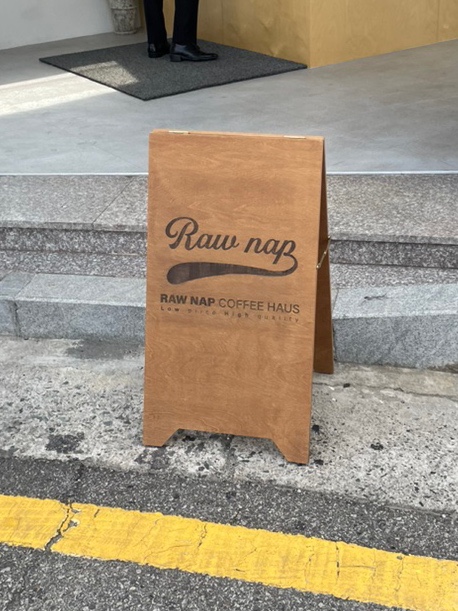 Raw nap
RAW NAP COFFEE HAUS
Low price High quality